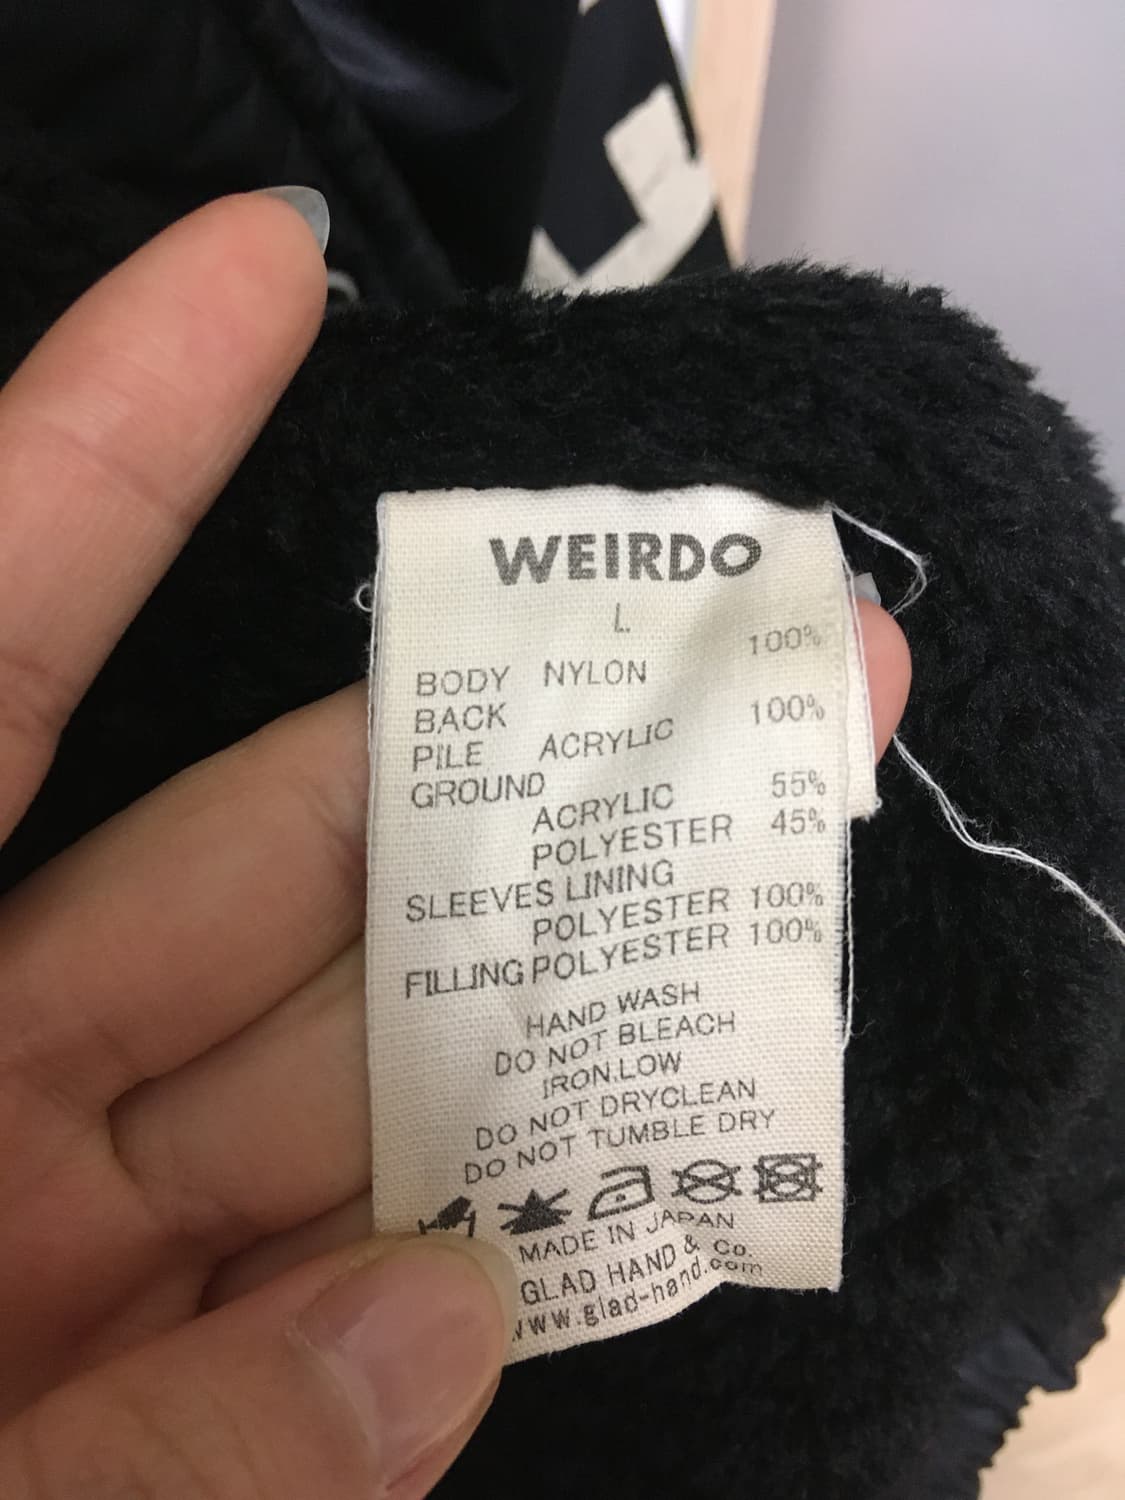 WEIRDO
L.
BODY NYLON 100%
BACK
PILE ACRYLIC 100%
GROUND
ACRYLIC 55%
POLYESTER 45%
SLEEVES LINING
POLYESTER 100%
FILLING POLYESTER 100%
HAND WASH
DO NOT BLEACH
IRON.LOW
DO NOT DRYCLEAN
DO NOT TUMBLE DRY
MADE IN JAPAN
GLAD HAND & Co.
www.glad-hand.com